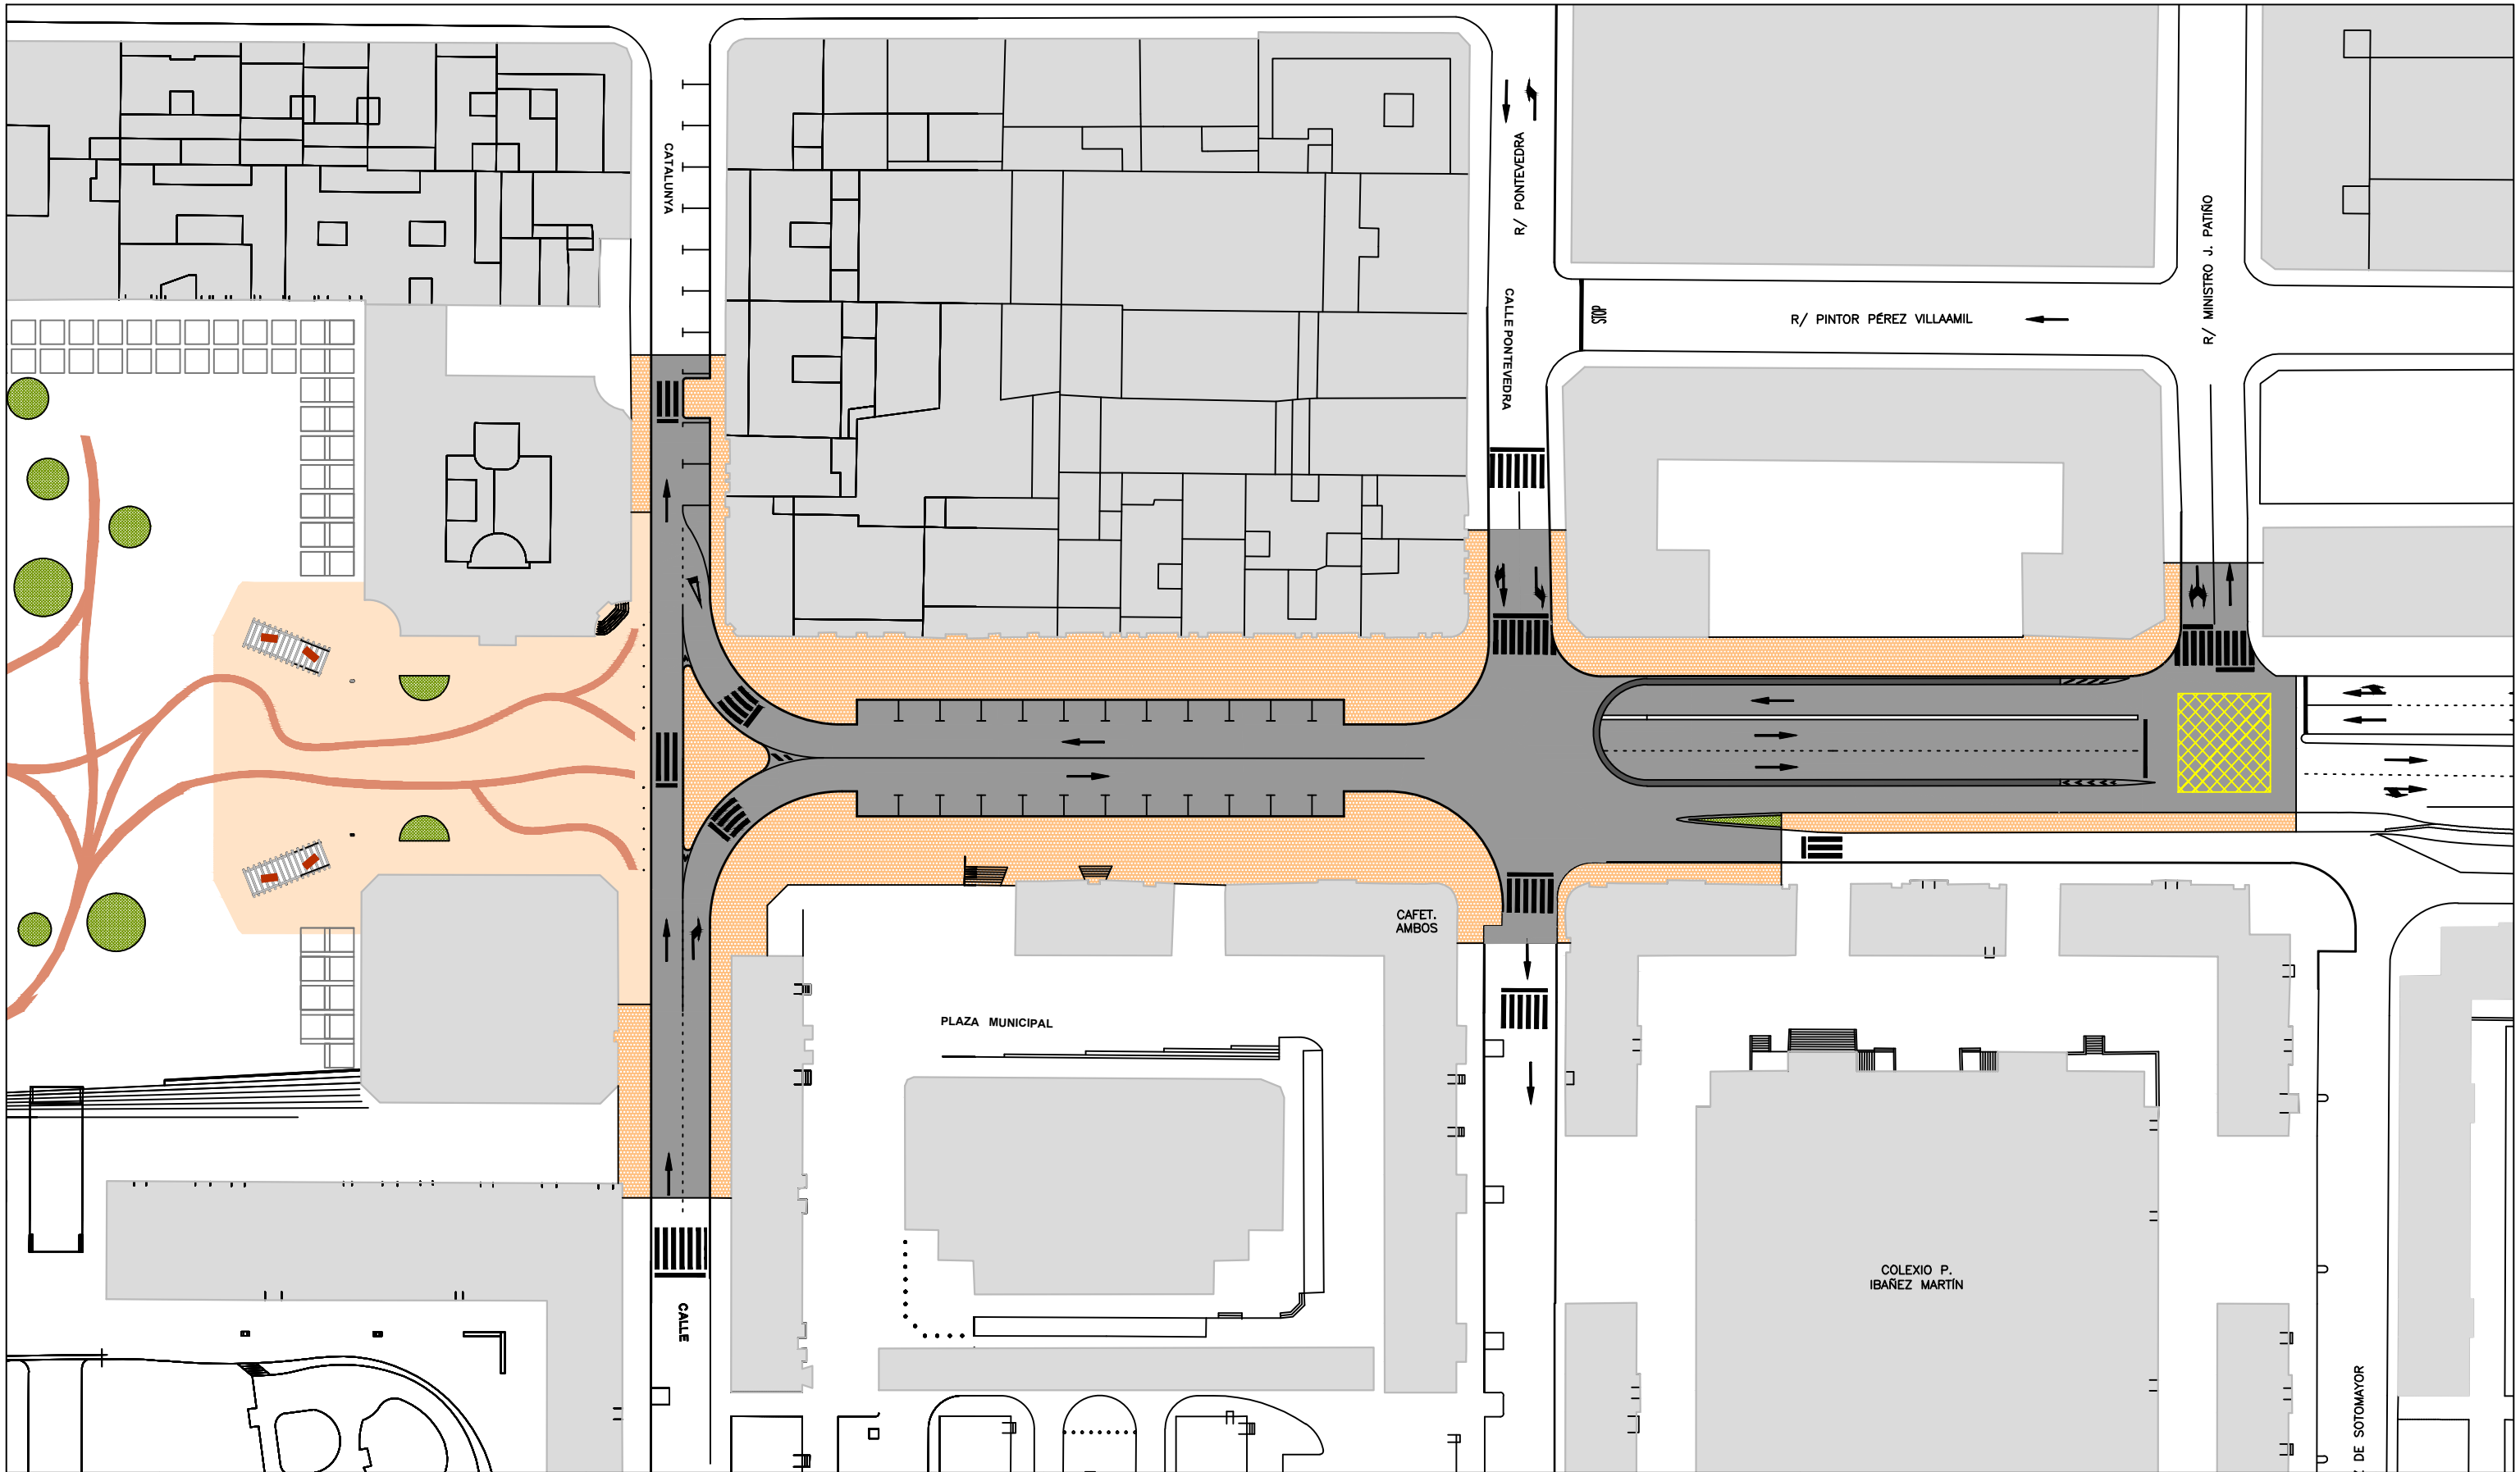 CATALUNYA
R/ PONTEVEDRA
CALLE PONTEVEDRA
STOP
R/ PINTOR PÉREZ VILLAAMIL
R/ MINISTRO J. PATIÑO
CAFET.
AMBOS
PLAZA MUNICIPAL
COLEXIO P.
IBAÑEZ MARTÍN
CALLE
DE SOTOMAYOR